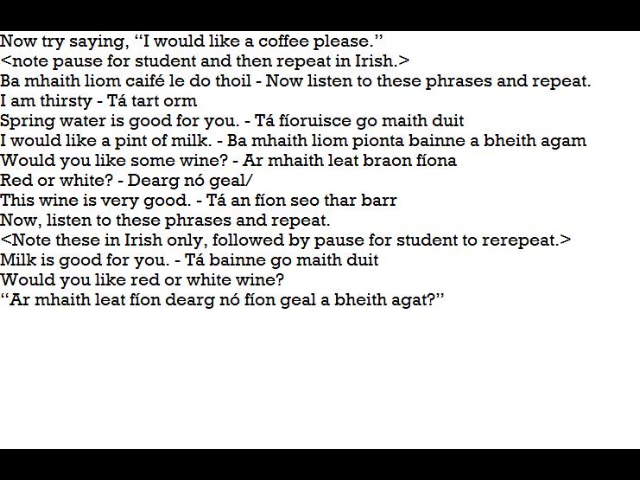 Now try saying, “I would like a coffee please.”
<note pause for student and then repeat in Irish.>
Ba mhaith liom caifé le do thoil - Now listen to these phrases and repeat.
I am thirsty - Tá tart orm
Spring water is good for you. - Tá fíoruisce go maith duit
I would like a pint of milk. - Ba mhaith liom pionta bainne a bheith agam
Would you like some wine? - Ar mhaith leat braon fíona
Red or white? - Dearg nó geal/
This wine is very good. - Tá an fíon seo thar barr
Now, listen to these phrases and repeat.
<Note these in Irish only, followed by pause for student to rerepeat.>
Milk is good for you. - Tá bainne go maith duit
Would you like red or white wine?
“Ar mhaith leat fíon dearg nó fíon geal a bheith agat?”